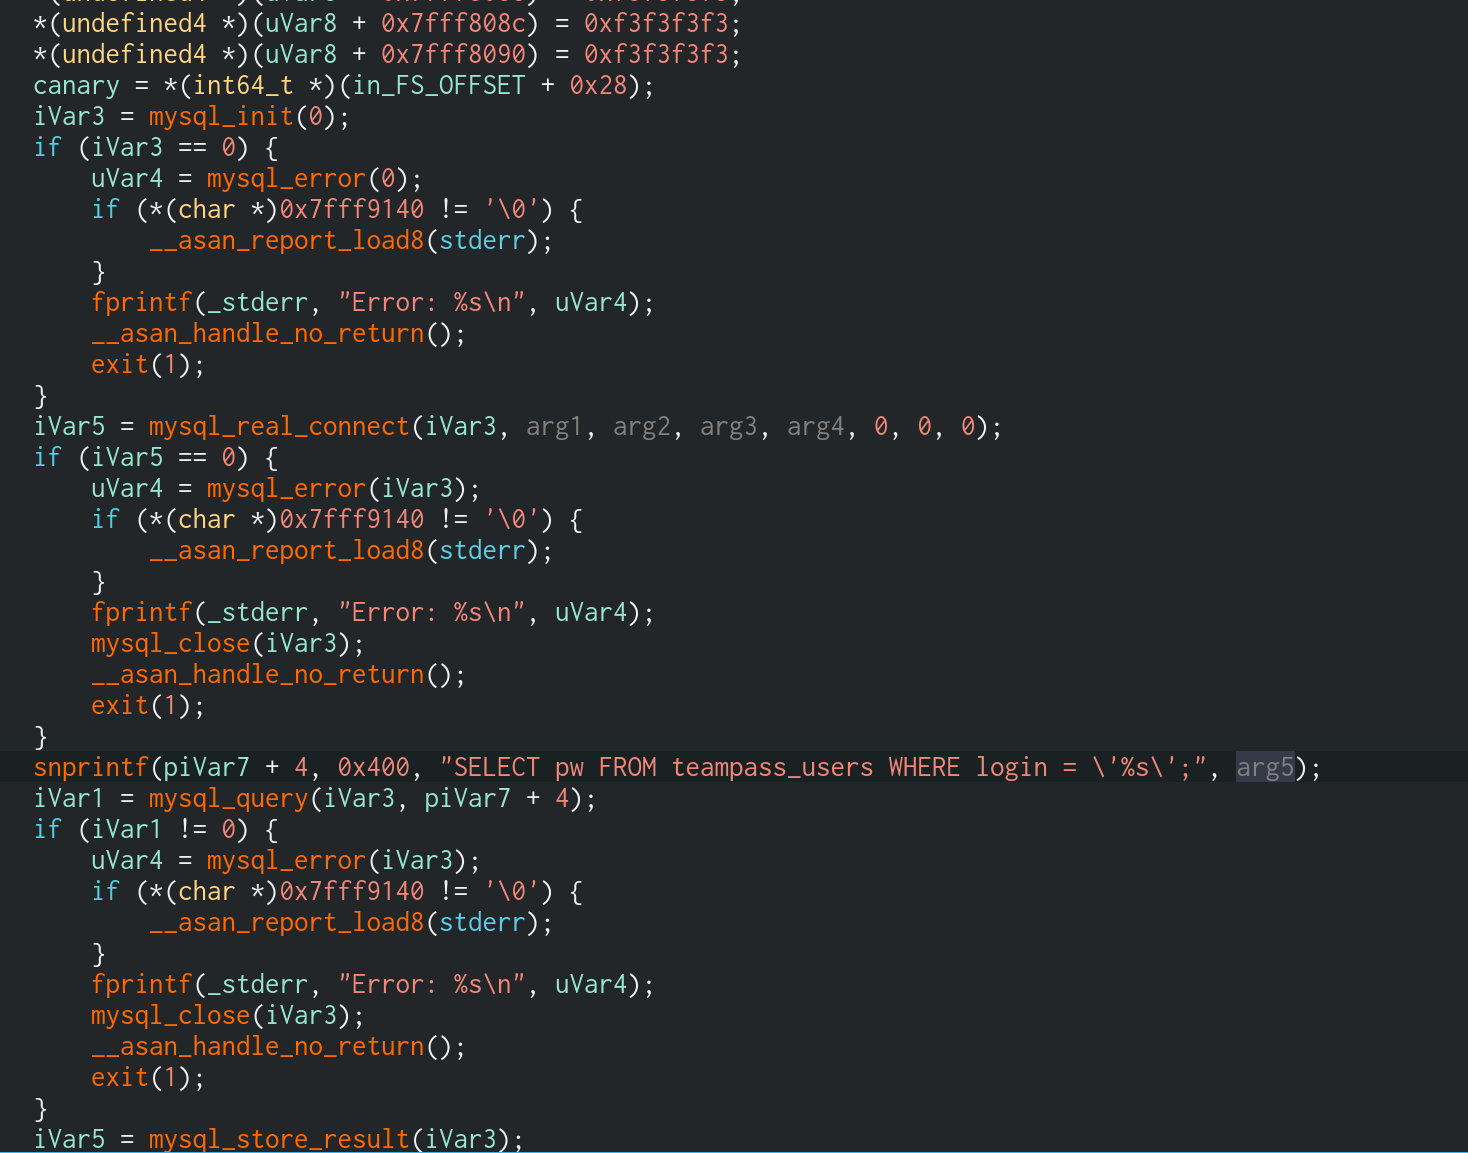 *(undefined4 *)(uVar8 + 0x7fff808c) = 0xf3f3f3f3;
*(undefined4 *)(uVar8 + 0x7fff8090) = 0xf3f3f3f3;
canary = *(int64_t *)(in_FS_OFFSET + 0x28);
iVar3 = mysql_init(0);
if (iVar3 == 0) {
    uVar4 = mysql_error(0);
    if (*(char *)0x7fff9140 != '\0') {
        __asan_report_load8(stderr);
    }
    fprintf(_stderr, "Error: %s\n", uVar4);
    __asan_handle_no_return();
    exit(1);
}
iVar5 = mysql_real_connect(iVar3, arg1, arg2, arg3, arg4, 0, 0, 0);
if (iVar5 == 0) {
    uVar4 = mysql_error(iVar3);
    if (*(char *)0x7fff9140 != '\0') {
        __asan_report_load8(stderr);
    }
    fprintf(_stderr, "Error: %s\n", uVar4);
    mysql_close(iVar3);
    __asan_handle_no_return();
    exit(1);
}
snprintf(piVar7 + 4, 0x400, "SELECT pw FROM teampass_users WHERE login = \'%s\';", arg5);
iVar1 = mysql_query(iVar3, piVar7 + 4);
if (iVar1 != 0) {
    uVar4 = mysql_error(iVar3);
    if (*(char *)0x7fff9140 != '\0') {
        __asan_report_load8(stderr);
    }
    fprintf(_stderr, "Error: %s\n", uVar4);
    mysql_close(iVar3);
    __asan_handle_no_return();
    exit(1);
}
iVar5 = mysql_store_result(iVar3);